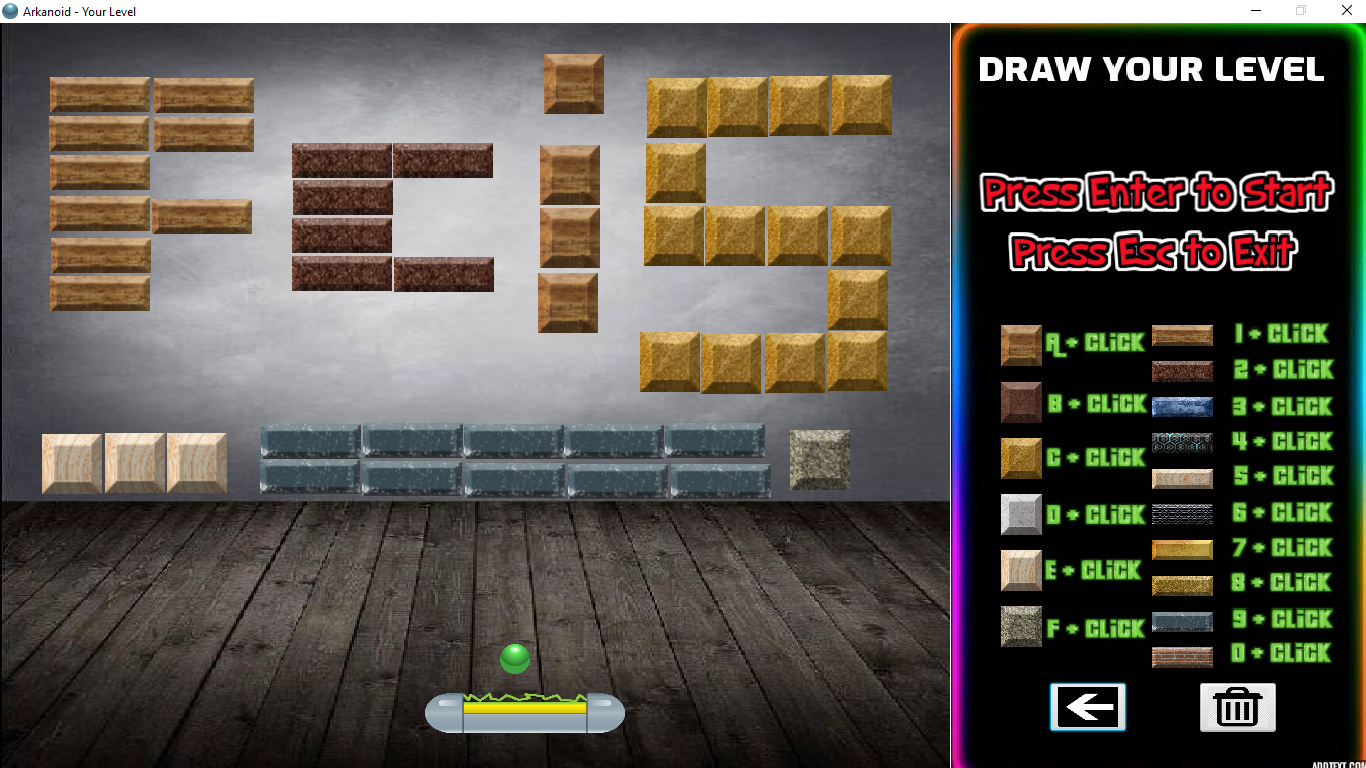 Arkanoid - Your Level
DRAW YOUR LEVEL
Press Enter to Start
Press Esc to Exit
A + CLiCK
1 + CLiCK
2 + CLiCK
B + CLiCK
3 + CLiCK
4 + CLiCK
C + CLiCK
5 + CLiCK
D + CLiCK
6 + CLiCK
7 + CLiCK
E + CLiCK
8 + CLiCK
9 + CLiCK
F + CLiCK
0 + CLiCK
ADDTEXT.COM